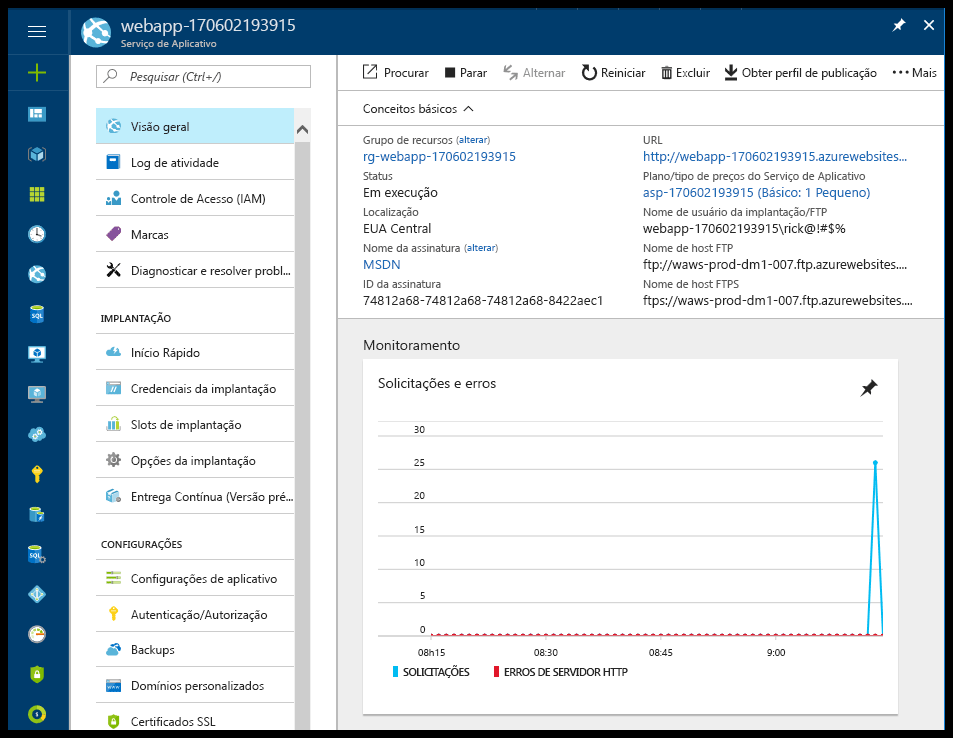 webapp-170602193915
Serviço de Aplicativo
Pesquisar (Ctrl+/)
Visão geral
Log de atividade
Controle de Acesso (IAM)
Marcas
Diagnosticar e resolver probl...
IMPLANTAÇÃO
Início Rápido
Credenciais da implantação
Slots de implantação
Opções da implantação
Entrega Contínua (Versão pré...
CONFIGURAÇÕES
Configurações de aplicativo
Autenticação/Autorização
Backups
Domínios personalizados
Certificados SSL
Procurar Parar Alternar Reiniciar Excluir Obter perfil de publicação Mais
Conceitos básicos
Grupo de recursos (alterar)
rg-webapp-170602193915
Status
Em execução
Localização
EUA Central
Nome da assinatura (alterar)
MSDN
ID da assinatura
74812a68-74812a68-74812a68-8422aec1
URL
http://webapp-170602193915.azurewebsites...
Plano/tipo de preços do Serviço de Aplicativo
asp-170602193915 (Básico: 1 Pequeno)
Nome de usuário da implantação/FTP
webapp-170602193915\rick@!#$%
Nome de host FTP
ftp://waws-prod-dm1-007.ftp.azurewebsites....
Nome de host FTPS
ftps://waws-prod-dm1-007.ftp.azurewebsites....
Monitoramento
Solicitações e erros
30
25
20
15
10
5
0
08h15 08:30 08:45 9:00
SOLICITAÇÕES ERROS DE SERVIDOR HTTP